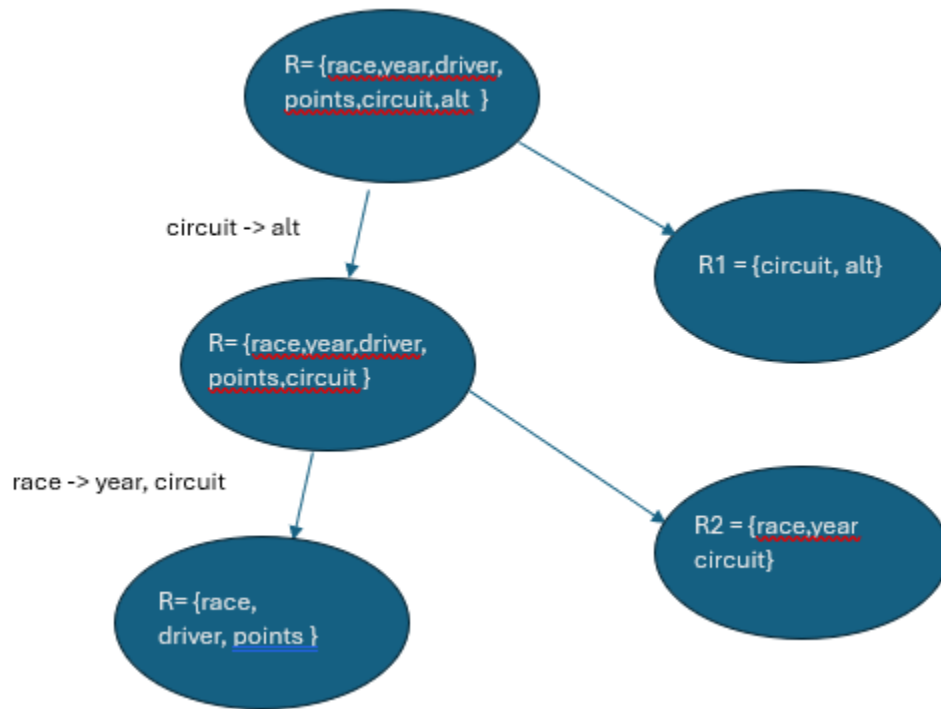 R= {race,year,driver,
points,circuit,alt }
circuit -> alt
R1 = {circuit, alt}
R= {race,year,driver,
points,circuit }
race -> year, circuit
R2 = {race,year
circuit}
R= {race,
driver, points }